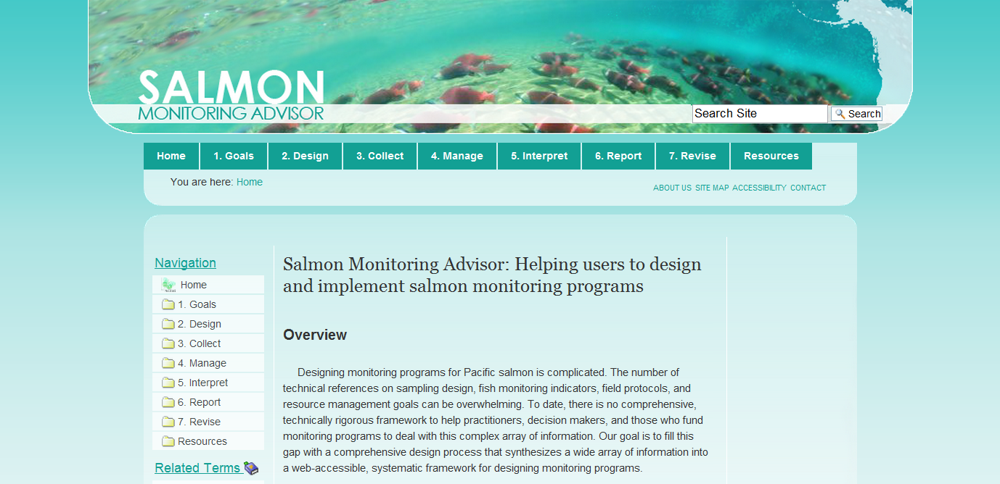 SALMON
MONITORING ADVISOR
Search Site
Search
Home
1. Goals
2. Design
3. Collect
4. Manage
5. Interpret
6. Report
7. Revise
Resources
You are here: Home
ABOUT US SITE MAP ACCESSIBILITY CONTACT
Navigation
Home
1. Goals
2. Design
3. Collect
4. Manage
5. Interpret
6. Report
7. Revise
Resources
Related Terms
Salmon Monitoring Advisor: Helping users to design
and implement salmon monitoring programs
Overview
Designing monitoring programs for Pacific salmon is complicated. The number of
technical references on sampling design, fish monitoring indicators, field protocols, and
resource management goals can be overwhelming. To date, there is no comprehensive,
technically rigorous framework to help practitioners, decision makers, and those who fund
monitoring programs to deal with this complex array of information. Our goal is to fill this
gap with a comprehensive design process that synthesizes a wide array of information into
a web-accessible, systematic framework for designing monitoring programs.